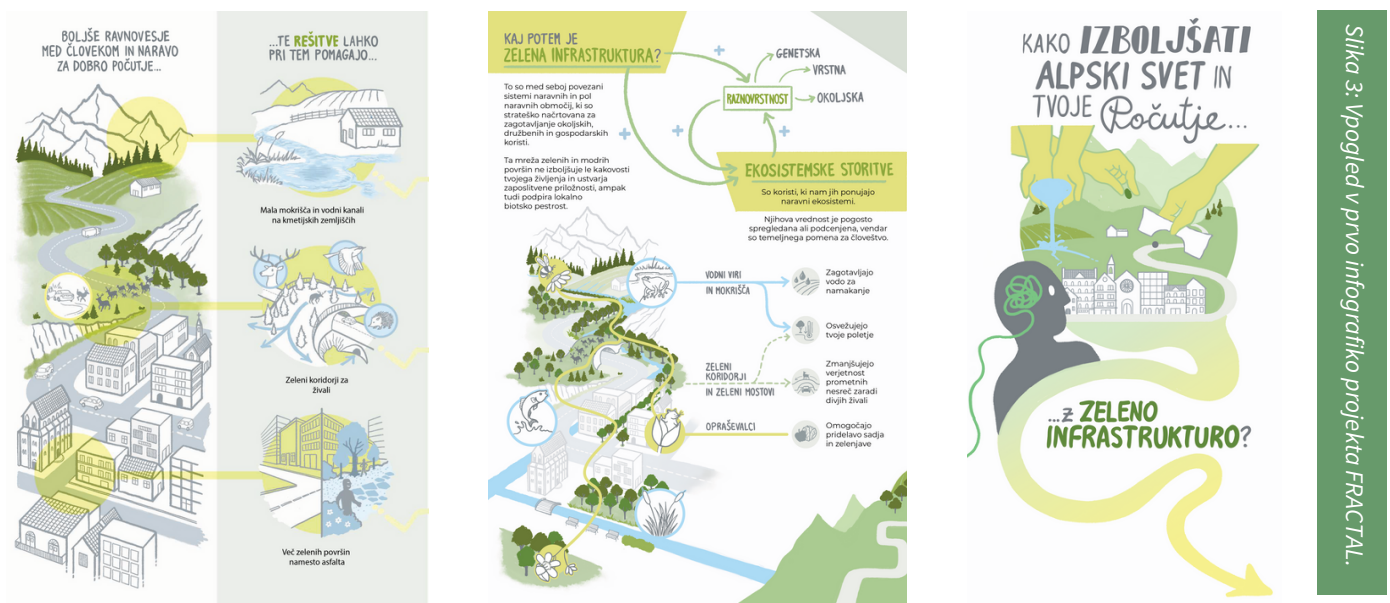 BOLJŠE RAVNOVESJE
MED ČLOVEKOM IN NARAVO
ZA DOBRO POČUTJE...
...TE REŠITVE LAHKO
PRI TEM POMAGAJO...
Mala mokrišča in vodni kanali
na kmetijskih zemljiščih
Zeleni koridorji za
živali
Več zelenih površin
namesto asfalta
KAJ POTEM JE
ZELENA INFRASTRUKTURA?
To so med seboj povezani
sistemi naravnih in pol
naravnih območij, ki so
strateško načrtovana za
zagotavljanje okoljskih,
družbenih in gospodarskih
koristi.
Ta mreža zelenih in modrih
površin ne izboljšuje le kakovosti
tvojega življenja in ustvarja
zaposlitvene priložnosti, ampak
tudi podpira lokalno
biotsko pestrost.
GENETSKA
VRSTNA
RAZNOVRSTNOST
OKOLJSKA
EKOSISTEMSKE STORITVE
So koristi, ki nam jih ponujajo
naravni ekosistemi.
Njihova vrednost je pogosto
spregledana ali podcenjena, vendar
so temeljnega pomena za človeštvo.
VODNI VIRI
IN MOKRIŠČA
Zagotavljajo
vodo za
namakanje
Osvežujejo
tvoje poletje
ZELENI
KORIDORJI
IN ZELENI MOSTOVI
Zmanjšujejo
verjetnost
prometnih
nesreč zaradi
divjih živali
OPRAŠEVALCI
Omogočajo
pridelavo sadja
in zelenjave
KAKO IZBOLJŠATI
ALPSKI SVET IN
TVOJE Počutje...
...Z ZELENO
INFRASTRUKTURO?
Slika 3: Vpogled v prvo infografiko projekta FRACTAL.